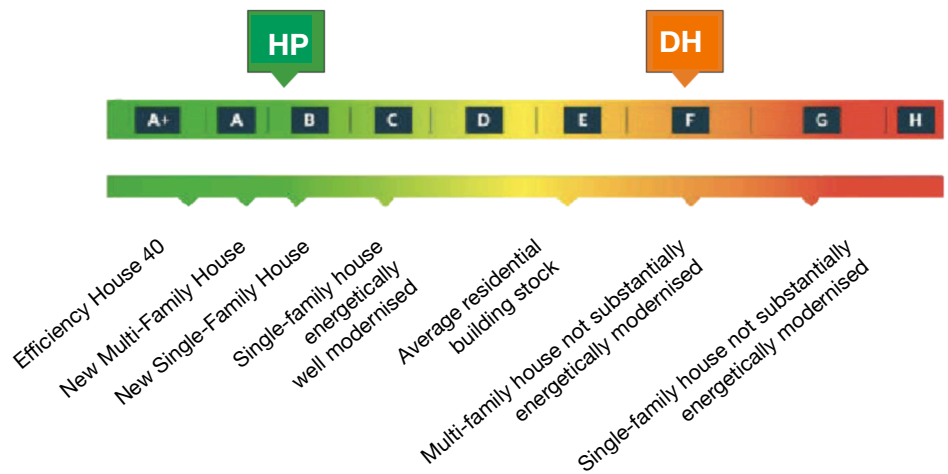 HP
DH
A+
A
B
C
D
E
F
G
H
Efficiency House 40
New Multi-Family House
New Single-Family House
Single-family house
energetically
well modernised
Average residential
building stock
Multi-family house not substantially
energetically modernised
Single-family house not substantially
energetically modernised